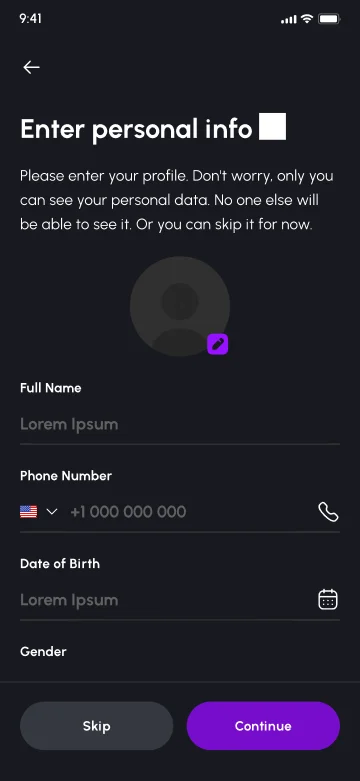 9:41
Enter personal info
Please enter your profile. Don't worry, only you
can see your personal data. No one else will
be able to see it. Or you can skip it for now.
Full Name
Lorem Ipsum
Phone Number
+1 000 000 000
Date of Birth
Lorem Ipsum
Gender
Skip
Continue